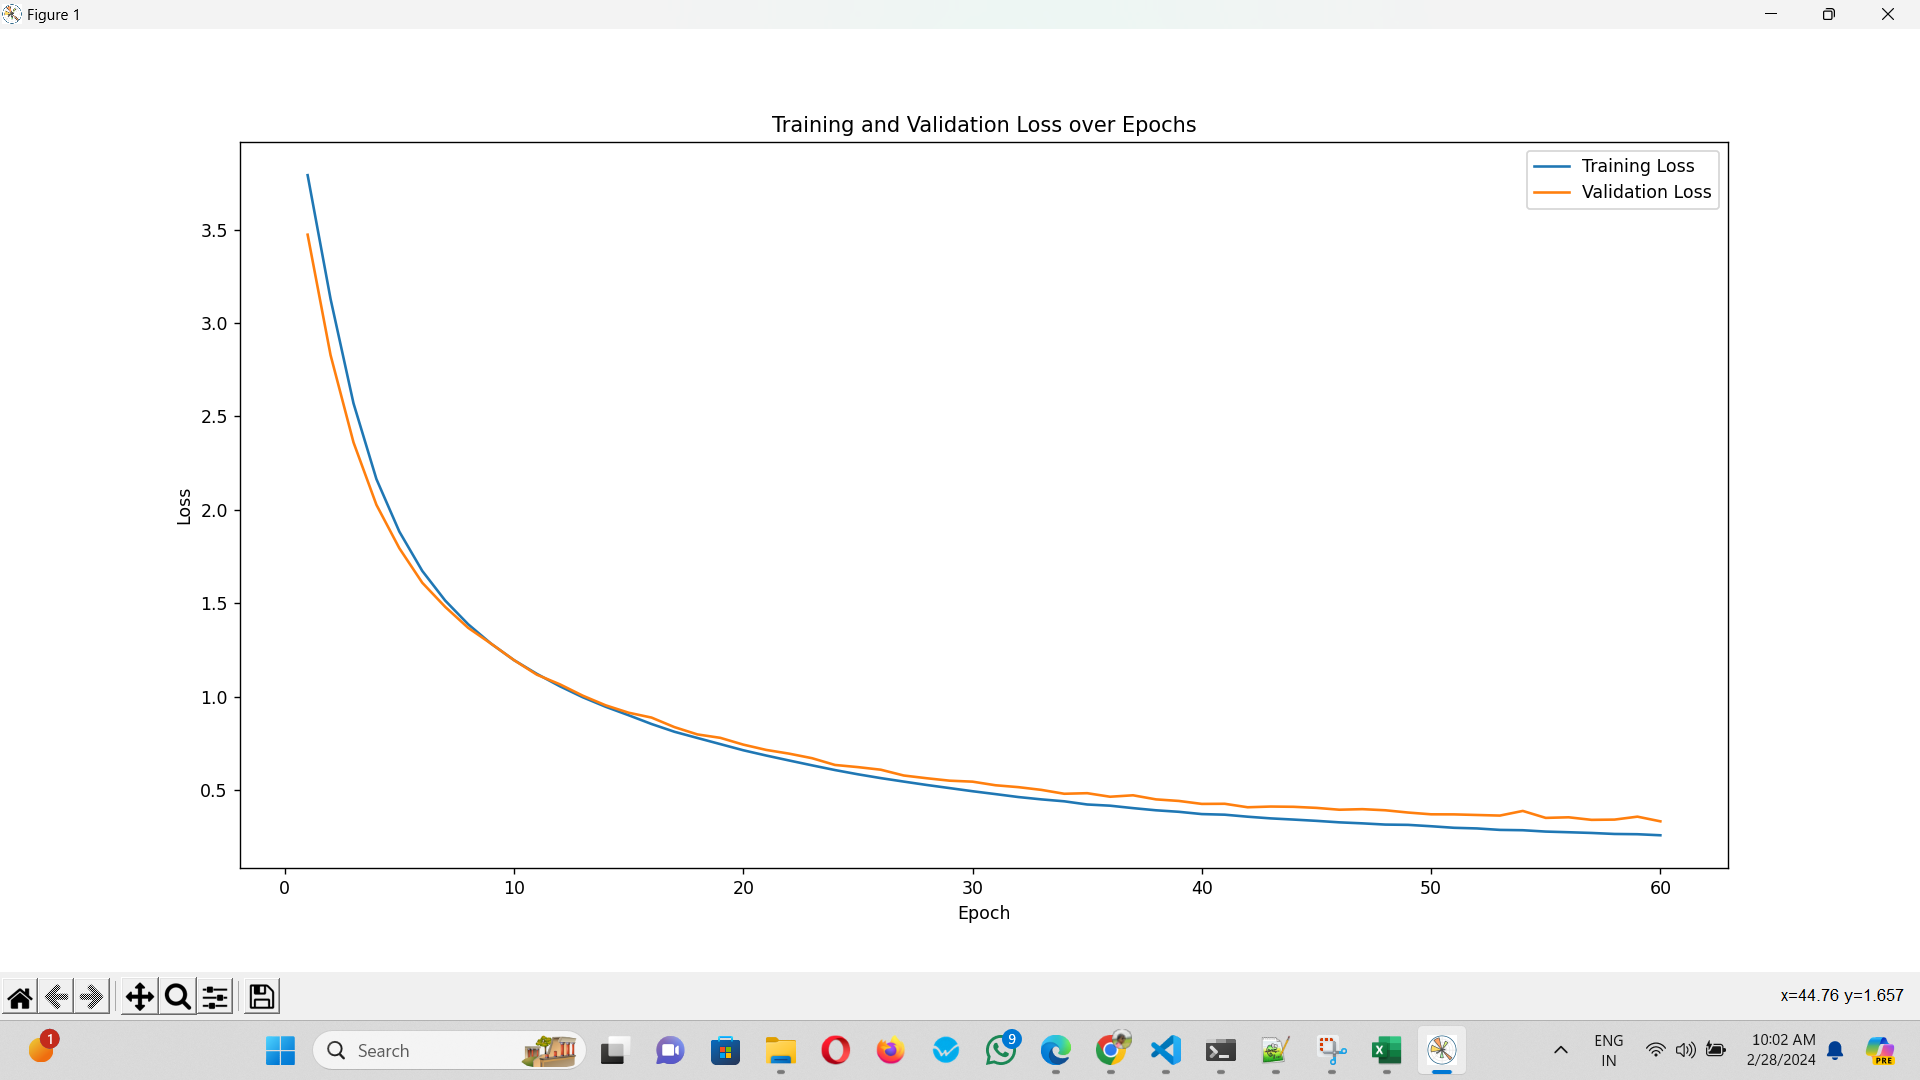 Figure 1
Training and Validation Loss over Epochs
Training Loss
Validation Loss
3.5
3.0
2.5
2.0
1.5
1.0
0.5
Loss
0 10 20 30 40 50 60
Epoch
x=44.76 y=1.657
1
Search
9
ENG
IN
10:02 AM
2/28/2024
PRE